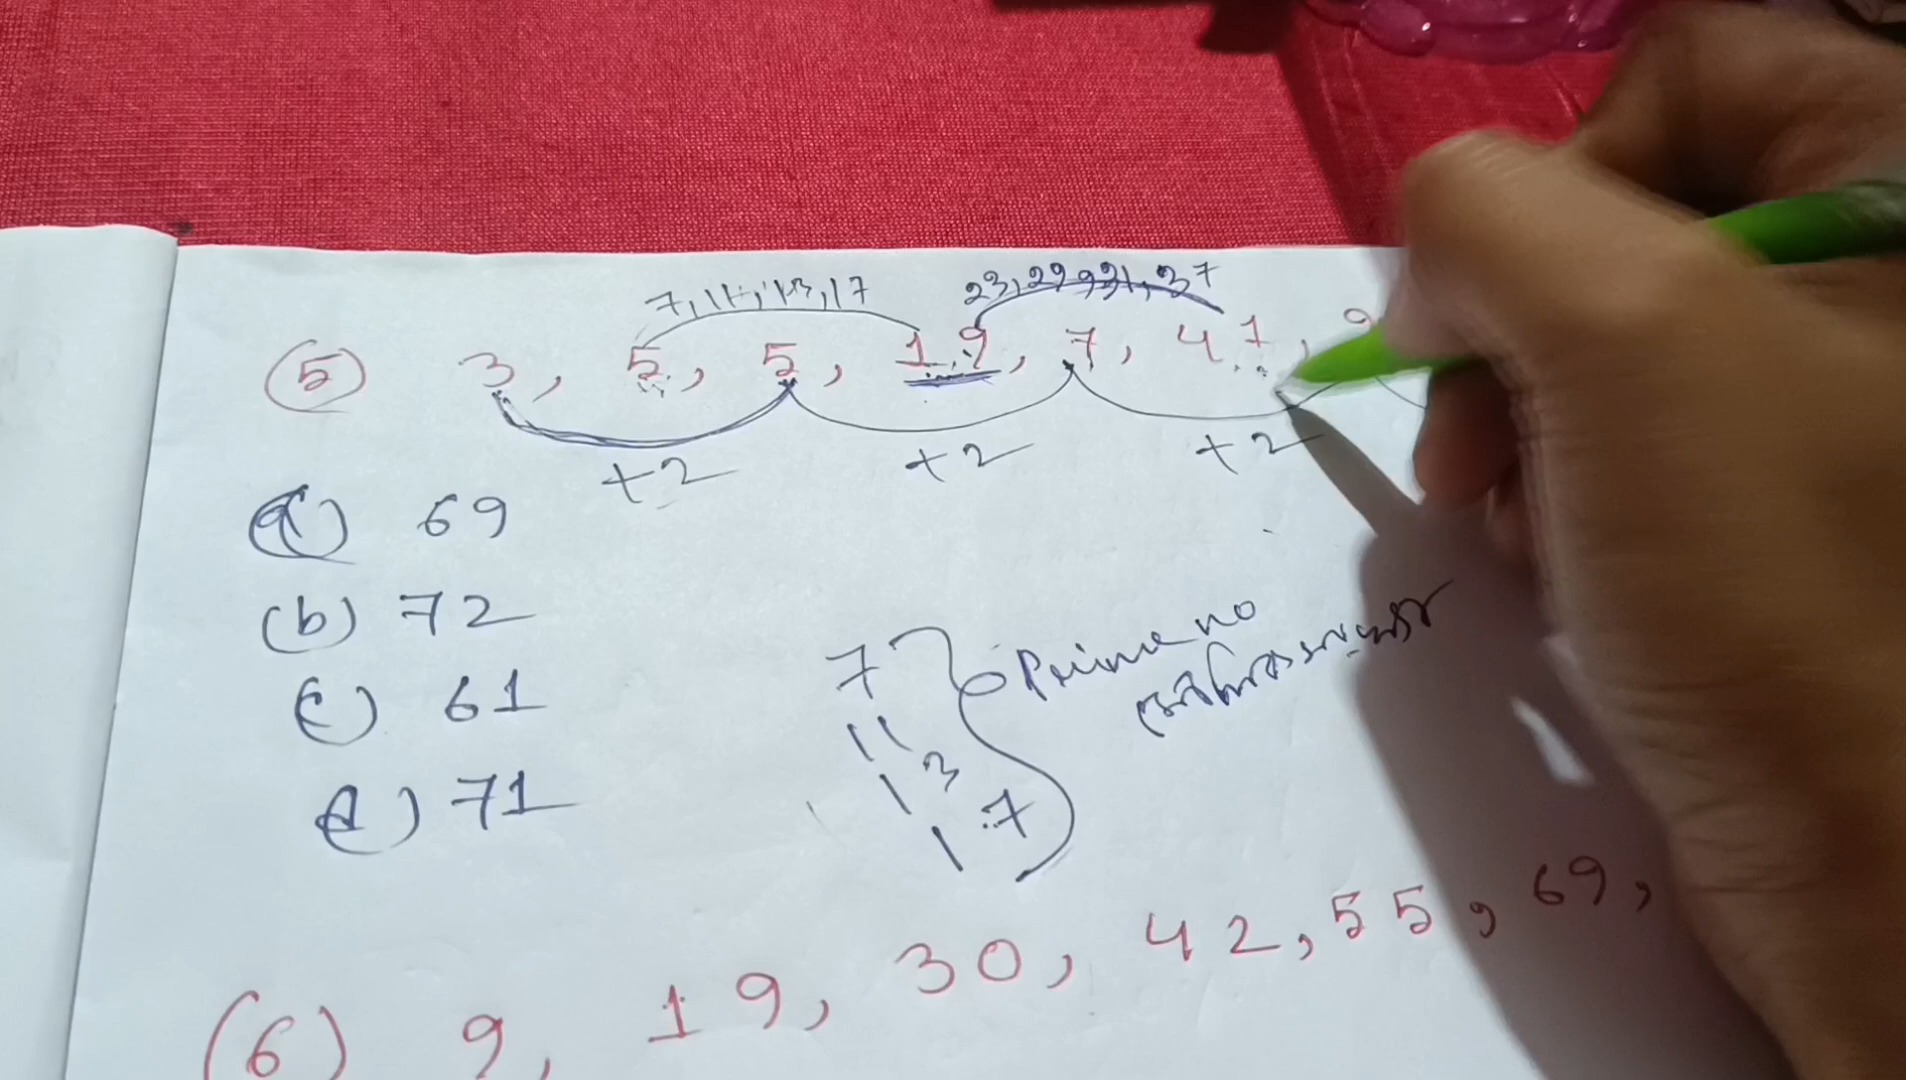 7, 11, 13, 17 23, 29, 31, 37
(5) 3, 5, 5, 19, 7, 41, 9
+2 +2 +2
(a) 69
(b) 72
(c) 61
(d) 71
7
11
13
17
Prime no
(6) 9, 19, 30, 42, 55, 69,